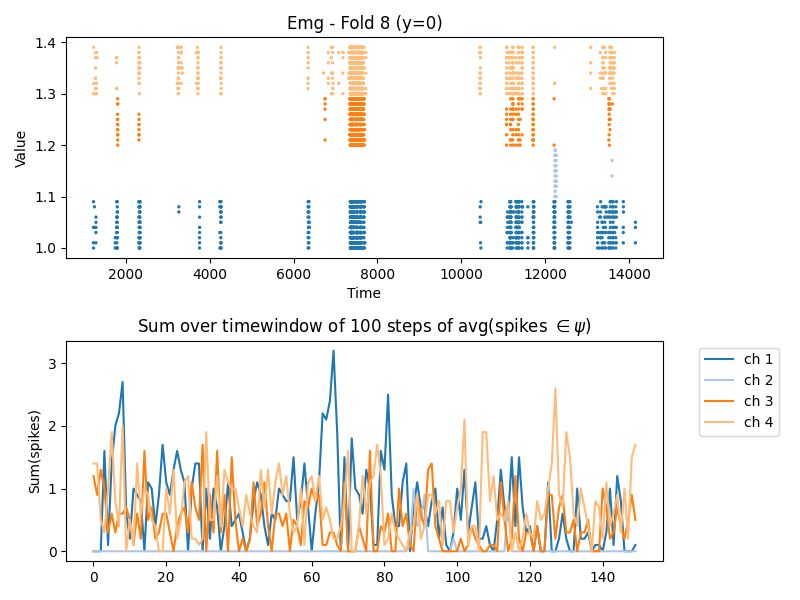 Emg - Fold 8 (y=0)
1.4
1.3
1.2
1.1
1.0
Value
2000 4000 6000 8000 10000 12000 14000
Time
Sum over timewindow of 100 steps of avg(spikes ∈ ψ)
3
2
1
0
Sum(spikes)
0 20 40 60 80 100 120 140
ch 1
ch 2
ch 3
ch 4